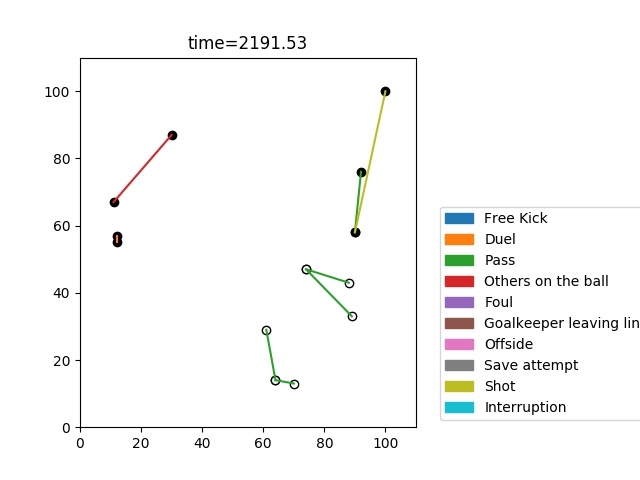 time=2191.53
100
80
60
40
20
0
0 20 40 60 80 100
Free Kick
Duel
Pass
Others on the ball
Foul
Goalkeeper leaving lin
Offside
Save attempt
Shot
Interruption